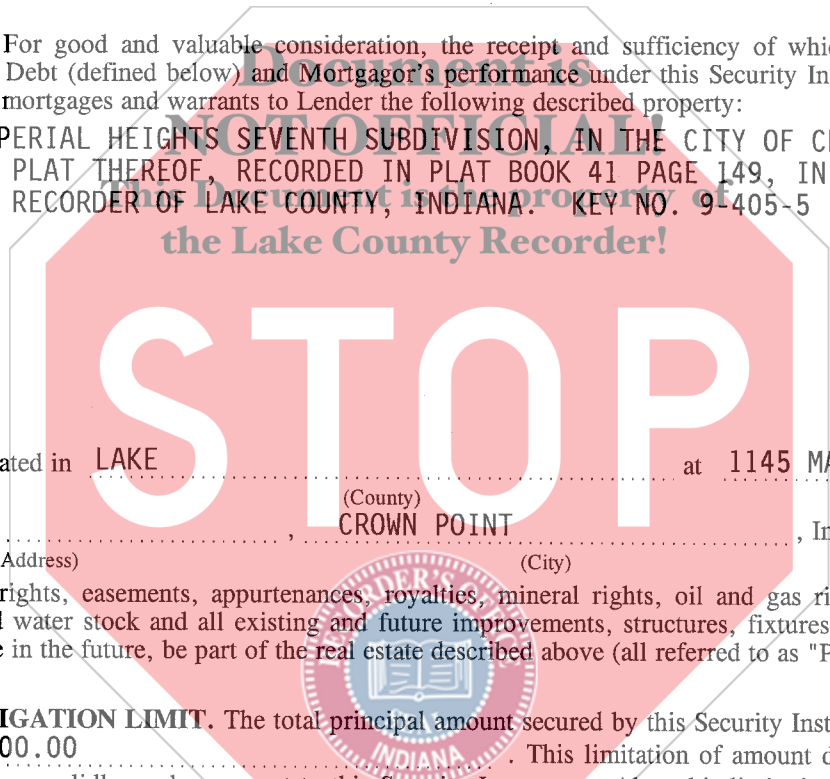 For good and valuable consideration, the receipt and sufficiency of
Debt (defined below) and Mortgagor's performance under this Security
mortgages and warrants to Lender the following described property:
Document is
NOT OFFICIAL!
This Document is the property of
the Lake County Recorder!
PERIAL HEIGHTS SEVENTH SUBDIVISION, IN THE CITY OF
PLAT THEREOF, RECORDED IN PLAT BOOK 41 PAGE 149, IN
RECORDER OF LAKE COUNTY, INDIANA. KEY NO. 9-405-5
STOP
ated in LAKE at 1145 MA
(County)
, CROWN POINT , In
Address) (City)
rights, easements, appurtenances, royalties, mineral rights, oil and gas
water stock and all existing and future improvements, structures, fixtures
in the future, be part of the real estate described above (all referred to as "P
IGATION LIMIT. The total principal amount secured by this Security Inst
00.00 . This limitation of amount
RECORDER'S
SEAL
INDIANA